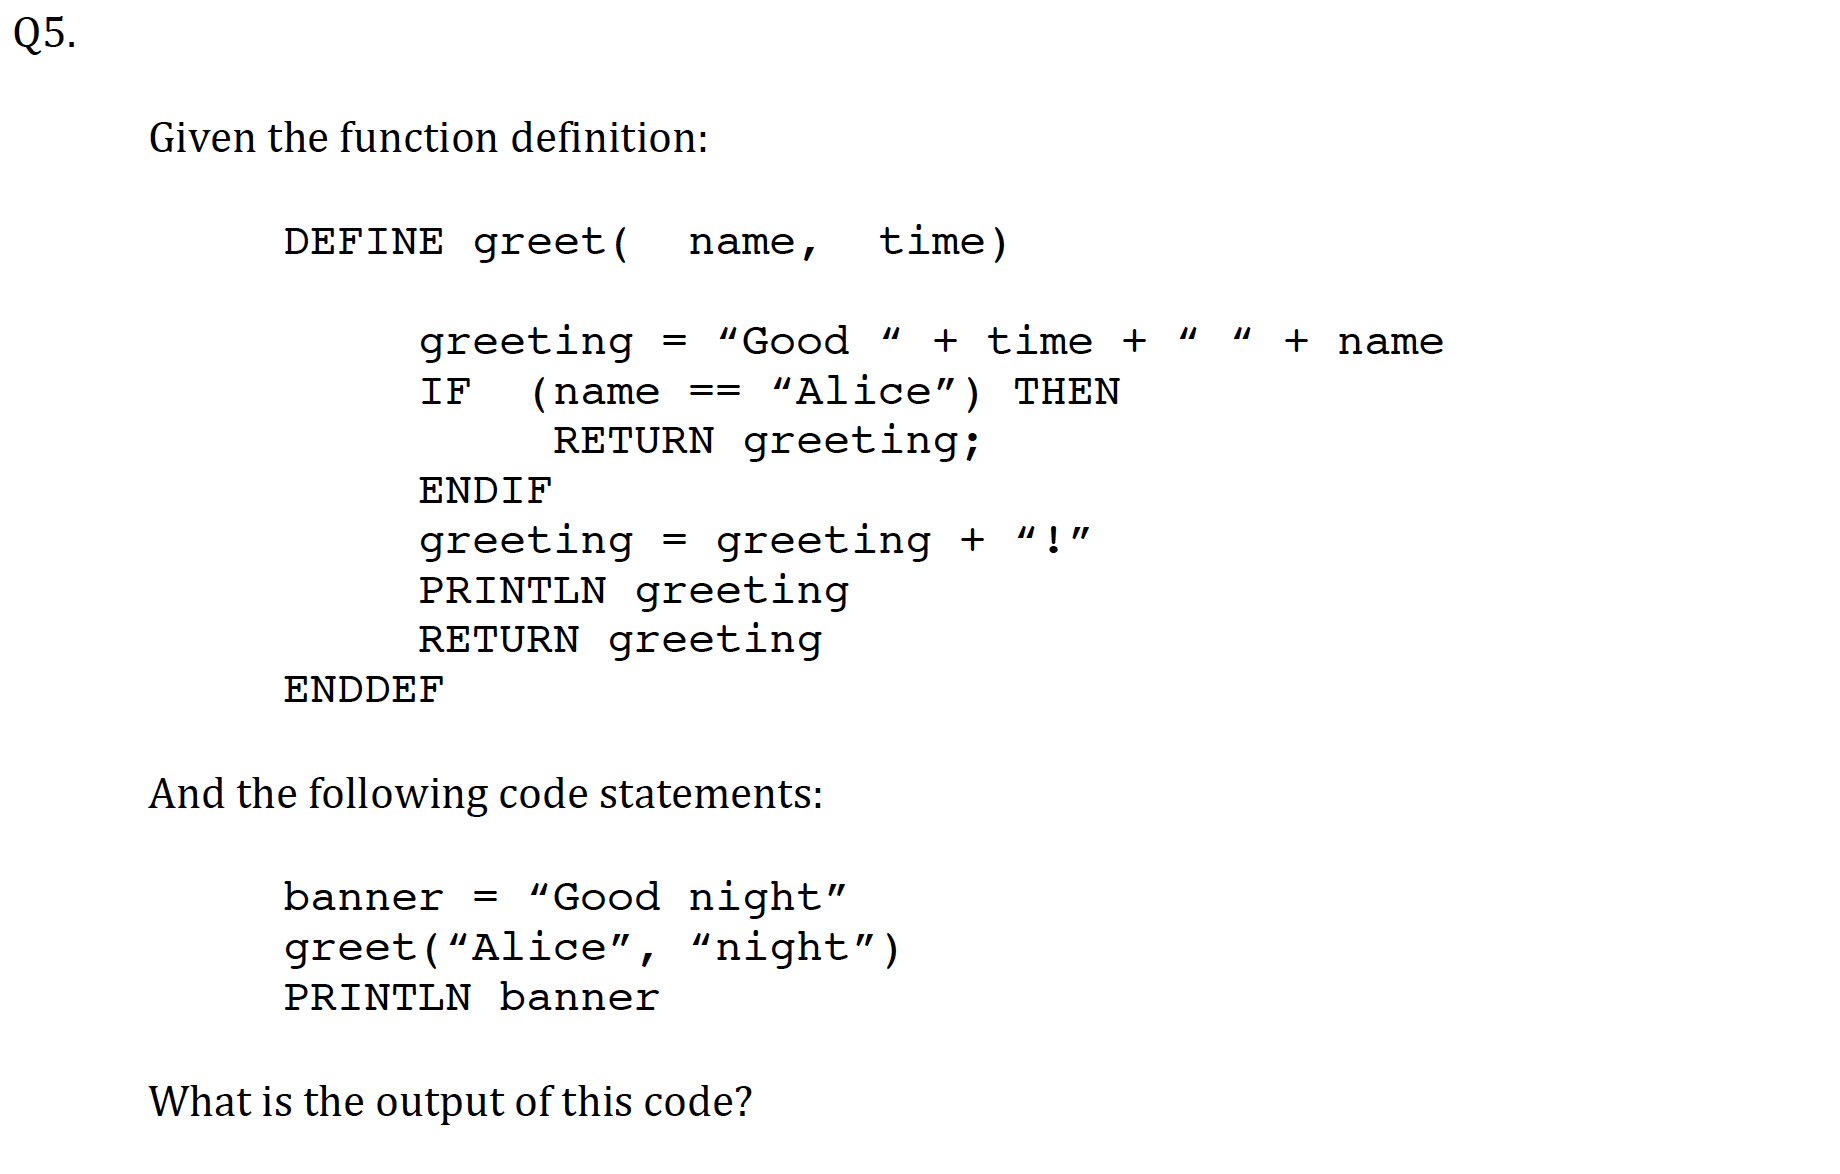 Q5.
Given the function definition:
DEFINE greet(  name,  time)
greeting = “Good “ + time + “ “ + name
IF  (name == “Alice”) THEN
RETURN greeting;
ENDIF
greeting = greeting + “!”
PRINTLN greeting
RETURN greeting
ENDDEF
And the following code statements:
banner = “Good night”
greet(“Alice”, “night”)
PRINTLN banner
What is the output of this code?